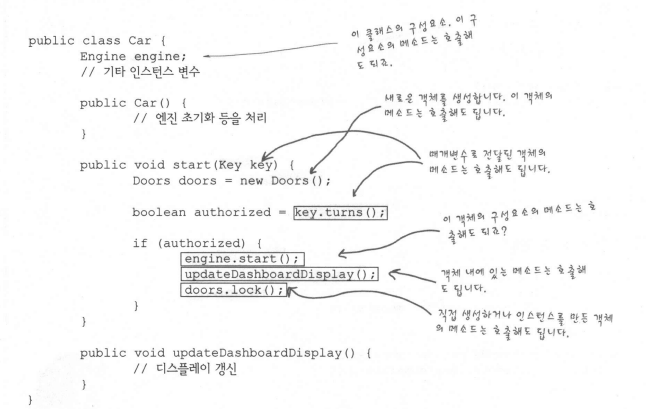 public class Car {
Engine engine;
// 기타 인스턴스 변수
이 클래스의 구성요소. 이 구
성요소의 메소드는 호출해
도 되죠.
public Car() {
// 엔진 초기화 등을 처리
}
새로운 객체를 생성합니다. 이 객체의
메소드는 호출해도 됩니다.
public void start(Key key) {
Doors doors = new Doors();
매개변수로 전달된 객체의
메소드는 호출해도 됩니다.
boolean authorized = key.turns();
이 객체의 구성요소의 메소드는 호
출해도 되죠?
if (authorized) {
engine.start();
updateDashboardDisplay();
doors.lock();
}
}
객체 내에 있는 메소드는 호출해
도 됩니다.
직접 생성하거나 인스턴스를 만든 객체
의 메소드는 호출해도 됩니다.
public void updateDashboardDisplay() {
// 디스플레이 갱신
}
}